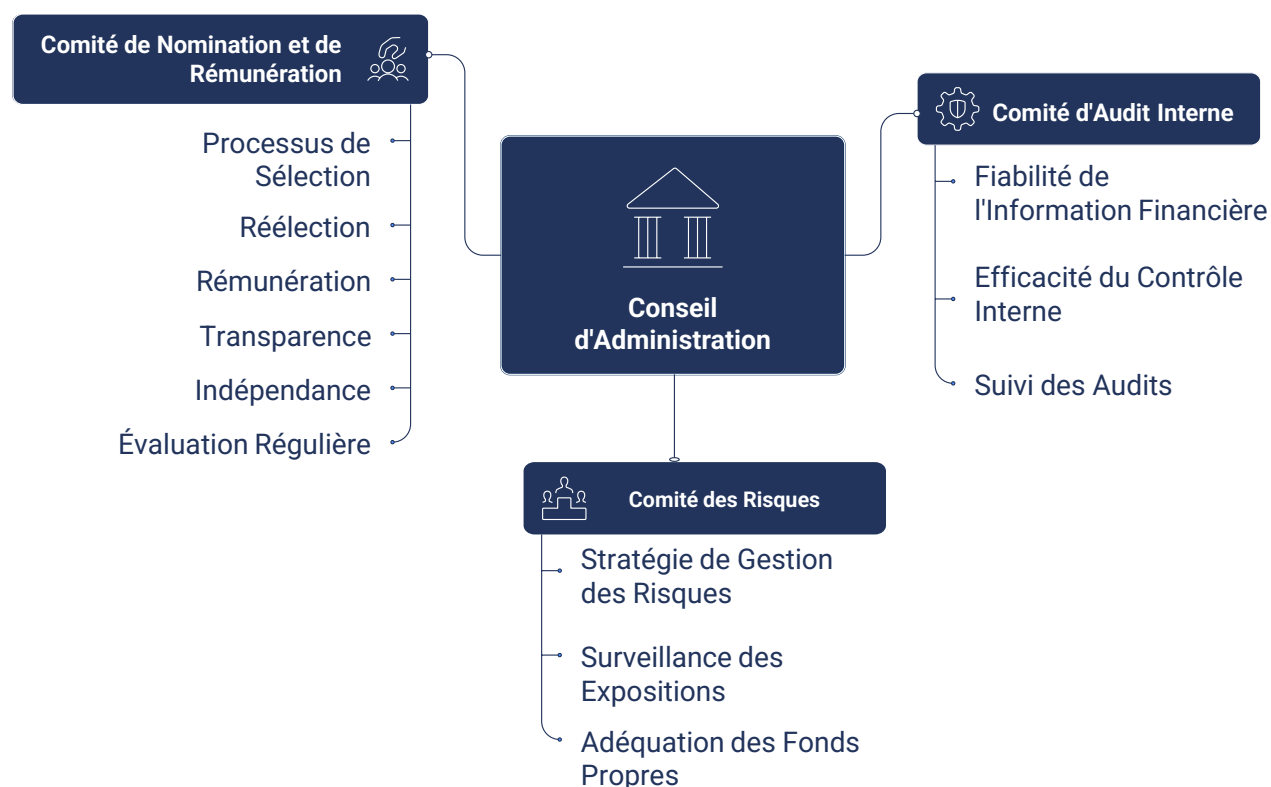 Comité de Nomination et de
Rémunération
Processus de
Sélection
Réélection
Rémunération
Transparence
Indépendance
Évaluation Régulière
Conseil
d'Administration
Comité d'Audit Interne
Fiabilité de
l'Information Financière
Efficacité du Contrôle
Interne
Suivi des Audits
Comité des Risques
Stratégie de Gestion
des Risques
Surveillance des
Expositions
Adéquation des Fonds
Propres